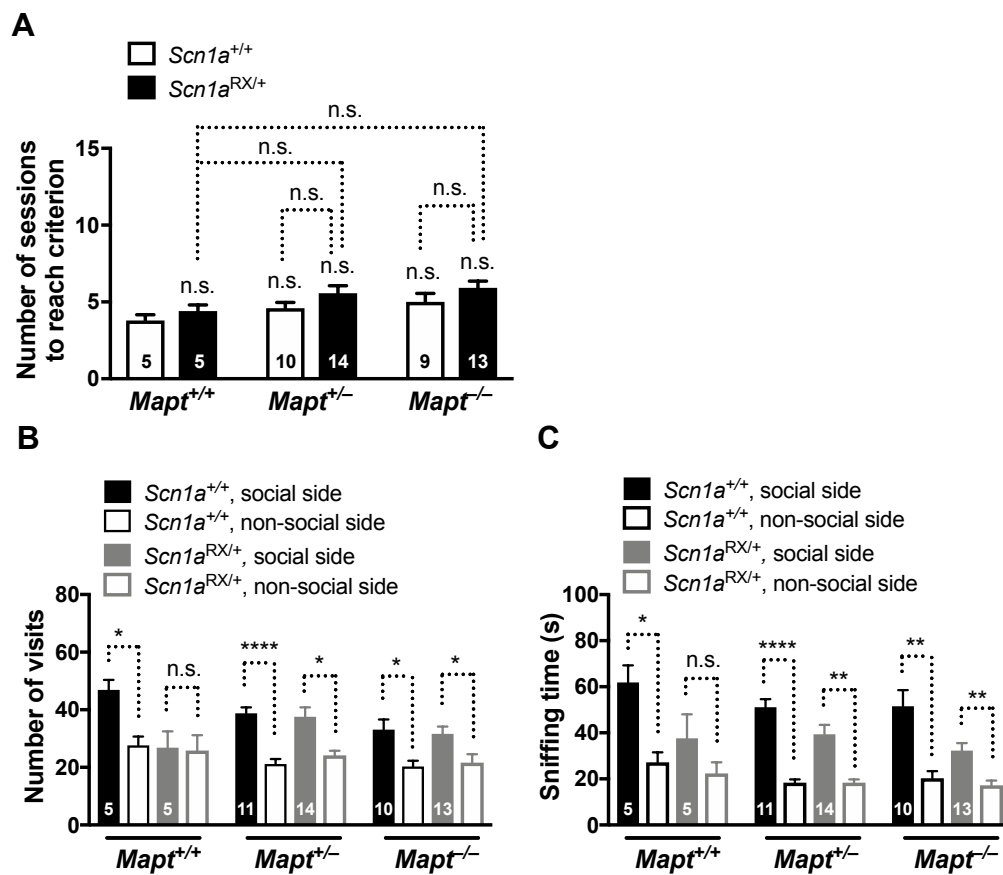 A
Scn1a+/+
Scn1aRX/+
n.s.
n.s.
n.s. n.s.
n.s. n.s. n.s. n.s. n.s.
Number of sessions
to reach criterion
15
10
5
0
5 5 10 14 9 13
Mapt+/+ Mapt+/– Mapt–/–
B
Scn1a+/+, social side
Scn1a+/+, non-social side
Scn1aRX/+, social side
Scn1aRX/+, non-social side
Number of visits
80
60
40
20
0
* n.s. **** * * *
5 5 11 14 10 13
Mapt+/+ Mapt+/– Mapt–/–
C
Scn1a+/+, social side
Scn1a+/+, non-social side
Scn1aRX/+, social side
Scn1aRX/+, non-social side
Sniffing time (s)
100
80
60
40
20
0
* n.s. **** ** ** **
5 5 11 14 10 13
Mapt+/+ Mapt+/– Mapt–/–